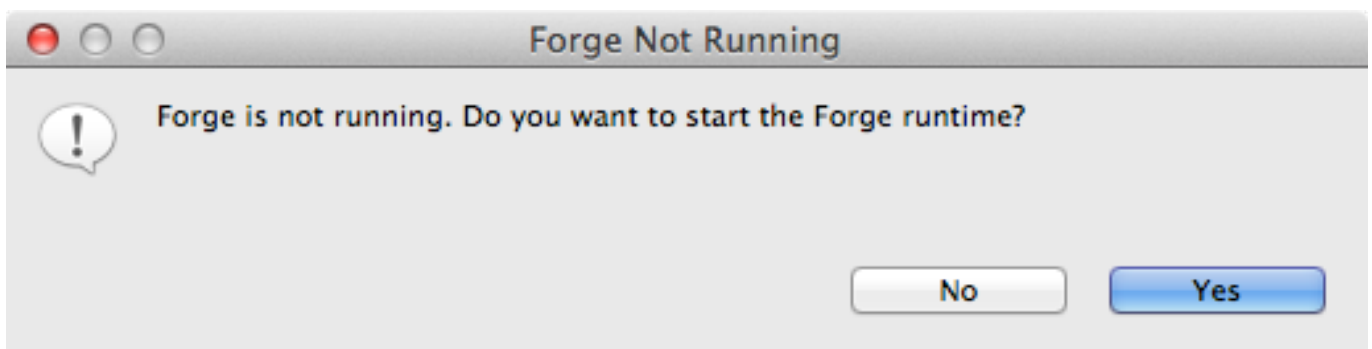 Forge Not Running
Forge is not running. Do you want to start the Forge runtime?
No
Yes